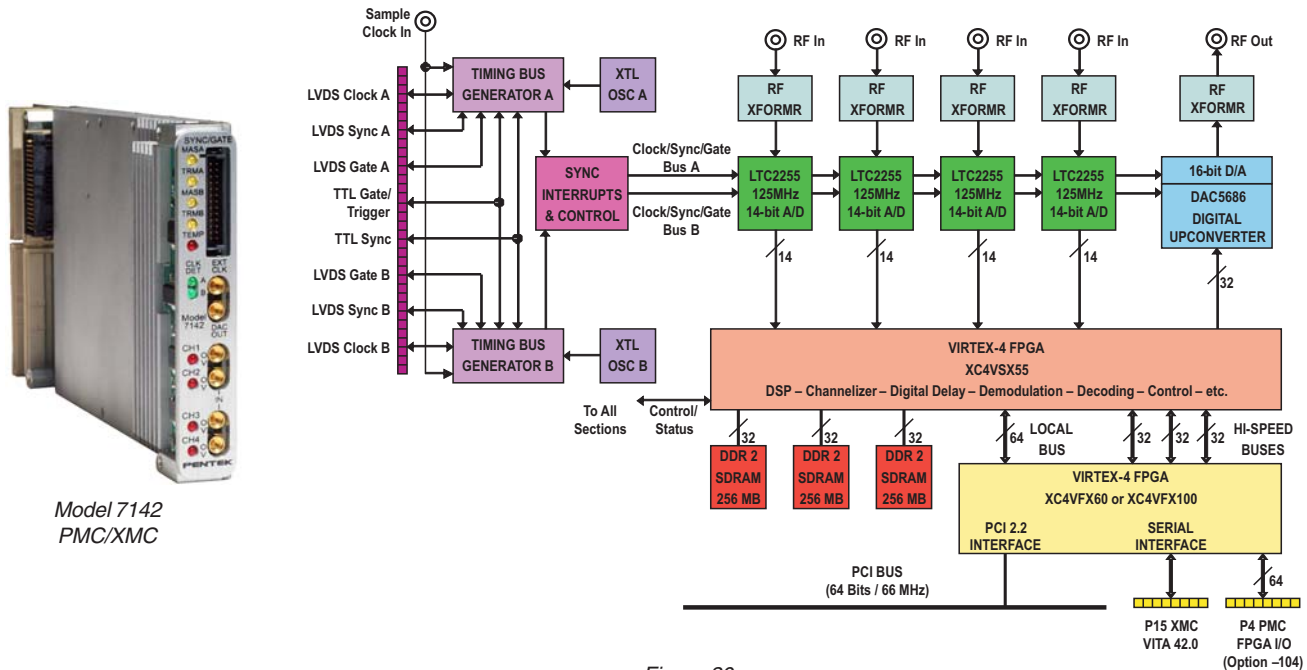 SYNC/GATE
MASA
TRMA
MASB
TRMB
TEMP
CLK
DET
EXT
CLK
A
B
Model
7142
DAC
OUT
CH1
CH2
IN
CH3
CH4
PENTEK
Model 7142
PMC/XMC
Sample
Clock In
LVDS Clock A
LVDS Sync A
LVDS Gate A
TTL Gate/
Trigger
TTL Sync
LVDS Gate B
LVDS Sync B
LVDS Clock B
TIMING BUS
GENERATOR A
XTL
OSC A
SYNC
INTERRUPTS
& CONTROL
TIMING BUS
GENERATOR B
XTL
OSC B
Clock/Sync/Gate
Bus A
Clock/Sync/Gate
Bus B
RF In
RF In
RF In
RF In
RF Out
RF
XFORMR
RF
XFORMR
RF
XFORMR
RF
XFORMR
RF
XFORMR
LTC2255
125MHz
14-bit A/D
LTC2255
125MHz
14-bit A/D
LTC2255
125MHz
14-bit A/D
LTC2255
125MHz
14-bit A/D
16-bit D/A
DAC5686
DIGITAL
UPCONVERTER
14
14
14
14
32
VIRTEX-4 FPGA
XC4VSX55
DSP – Channelizer – Digital Delay – Demodulation – Decoding – Control – etc.
To All
Sections
Control/
Status
32
32
32
DDR 2
SDRAM
256 MB
DDR 2
SDRAM
256 MB
DDR 2
SDRAM
256 MB
64
LOCAL
BUS
32
32
32
HI-SPEED
BUSES
VIRTEX-4 FPGA
XC4VFX60 or XC4VFX100
PCI 2.2
INTERFACE
SERIAL
INTERFACE
PCI BUS
(64 Bits / 66 MHz)
64
P15 XMC
VITA 42.0
P4 PMC
FPGA I/O
(Option –104)